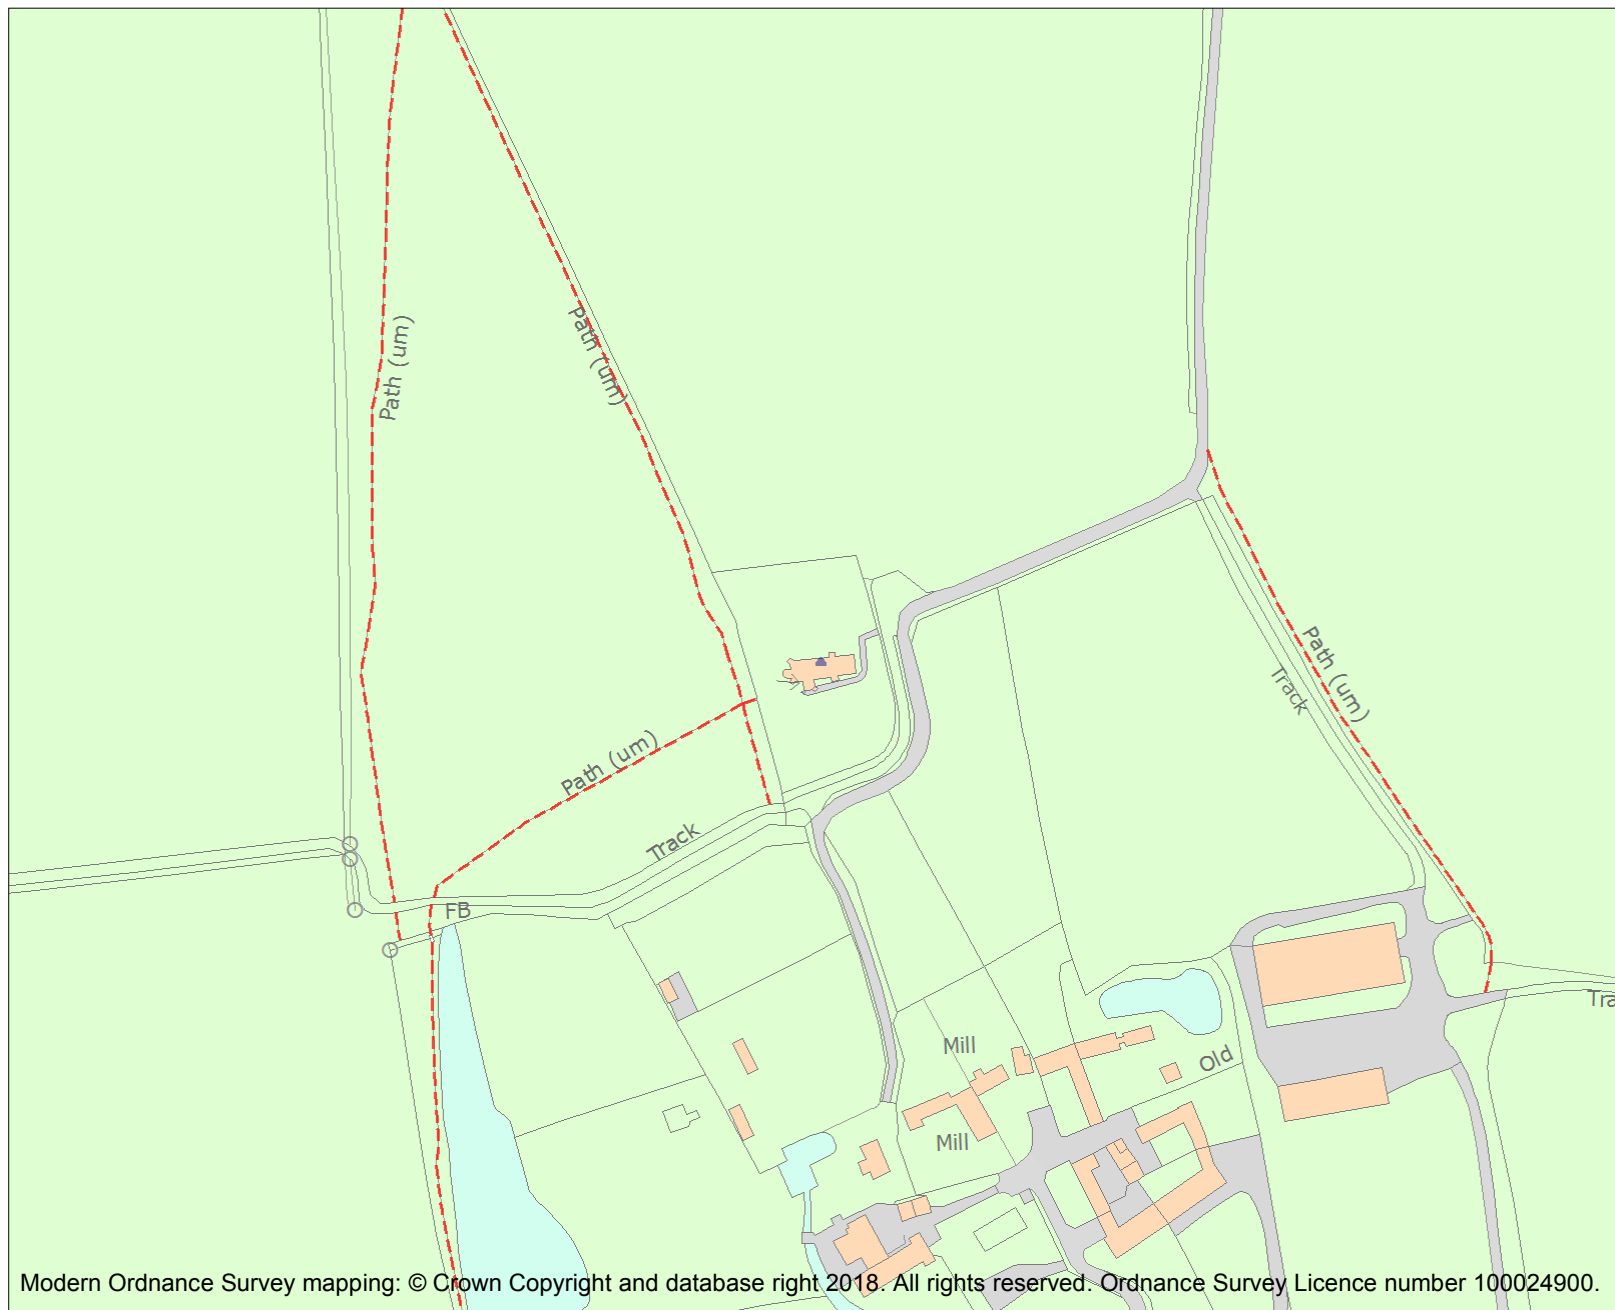 Path (um)
Path (um)
Path (um)
Track
Path (um)
Track
FB
Tra
Mill
Old
Mill
Modern Ordnance Survey mapping: © Crown Copyright and database right 2018. All rights reserved. Ordnance Survey Licence number 100024900.